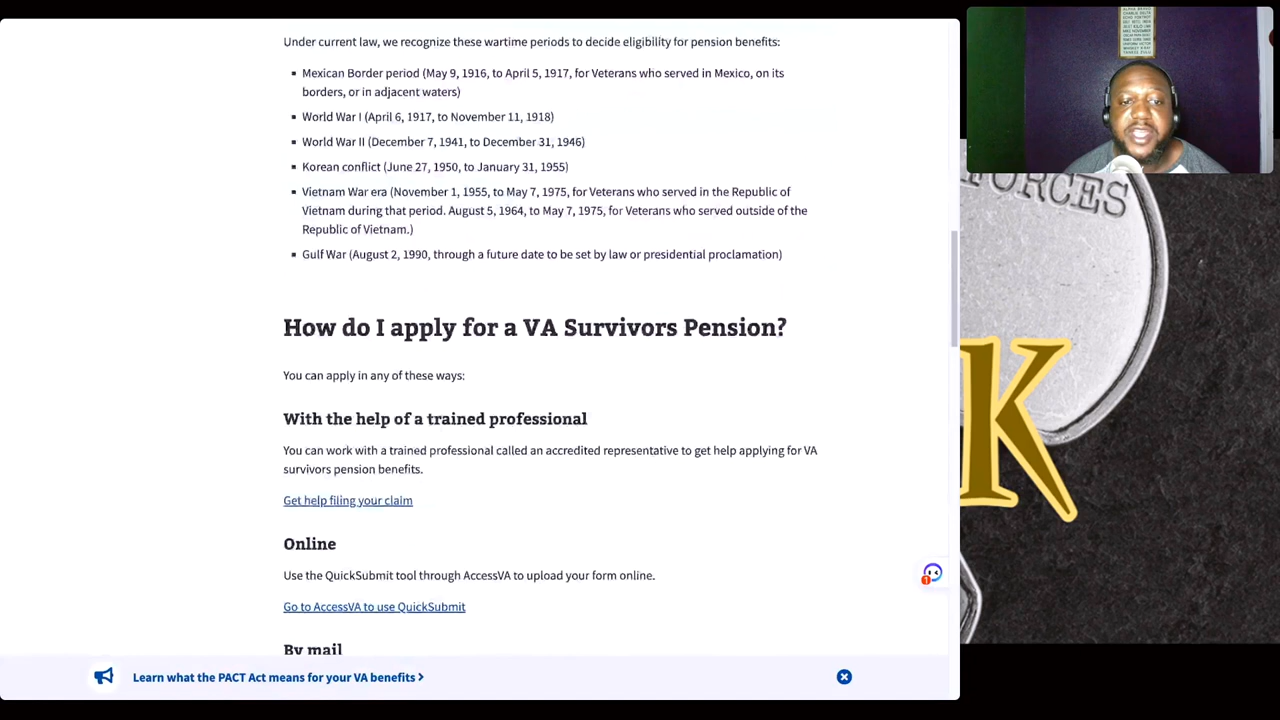 Under current law, we recognize these wartime periods to decide eligibility for pension benefits:
Mexican Border period (May 9, 1916, to April 5, 1917, for Veterans who served in Mexico, on its
borders, or in adjacent waters)
World War I (April 6, 1917, to November 11, 1918)
World War II (December 7, 1941, to December 31, 1946)
Korean conflict (June 27, 1950, to January 31, 1955)
Vietnam War era (November 1, 1955, to May 7, 1975, for Veterans who served in the Republic of
Vietnam during that period. August 5, 1964, to May 7, 1975, for Veterans who served outside of the
Republic of Vietnam.)
Gulf War (August 2, 1990, through a future date to be set by law or presidential proclamation)
How do I apply for a VA Survivors Pension?
You can apply in any of these ways:
With the help of a trained professional
You can work with a trained professional called an accredited representative to get help applying for VA
survivors pension benefits.
Get help filing your claim
Online
Use the QuickSubmit tool through AccessVA to upload your form online.
Go to AccessVA to use QuickSubmit
By mail
Learn what the PACT Act means for your VA benefits
1
FORCES
K